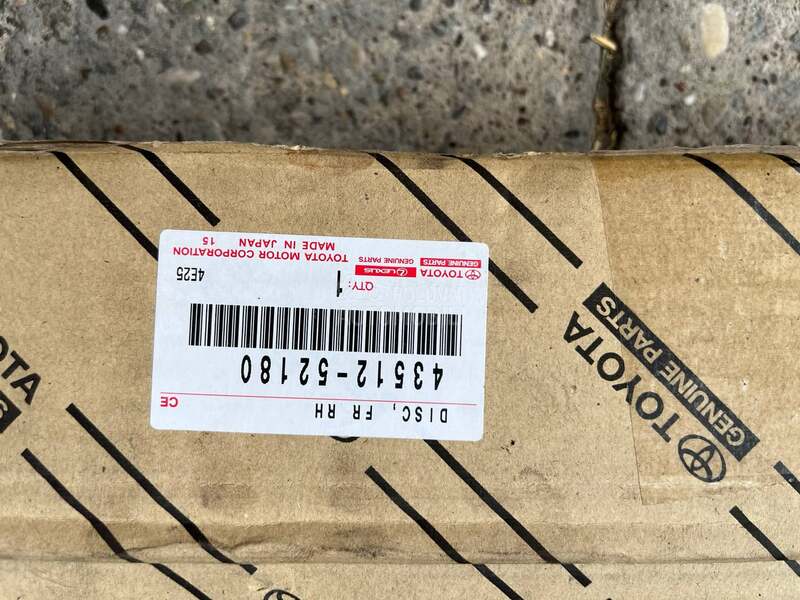 DISC, FR RH
CE
43512-52180
QTY: 1
4E25
TOYOTA GENUINE PARTS
LEXUS GENUINE PARTS
TOYOTA MOTOR CORPORATION
MADE IN JAPAN 15
TOYOTA
GENUINE PARTS
OTA